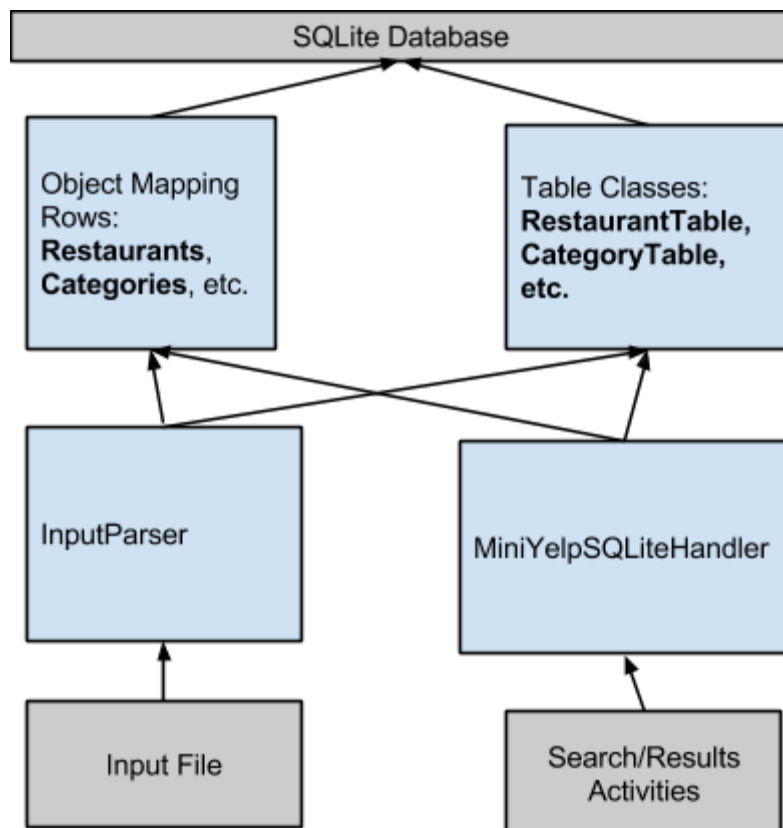 SQLite Database
Object Mapping
Rows:
Restaurants,
Categories, etc.
Table Classes:
RestaurantTable,
CategoryTable,
etc.
InputParser
MiniYelpSQLiteHandler
Input File
Search/Results
Activities